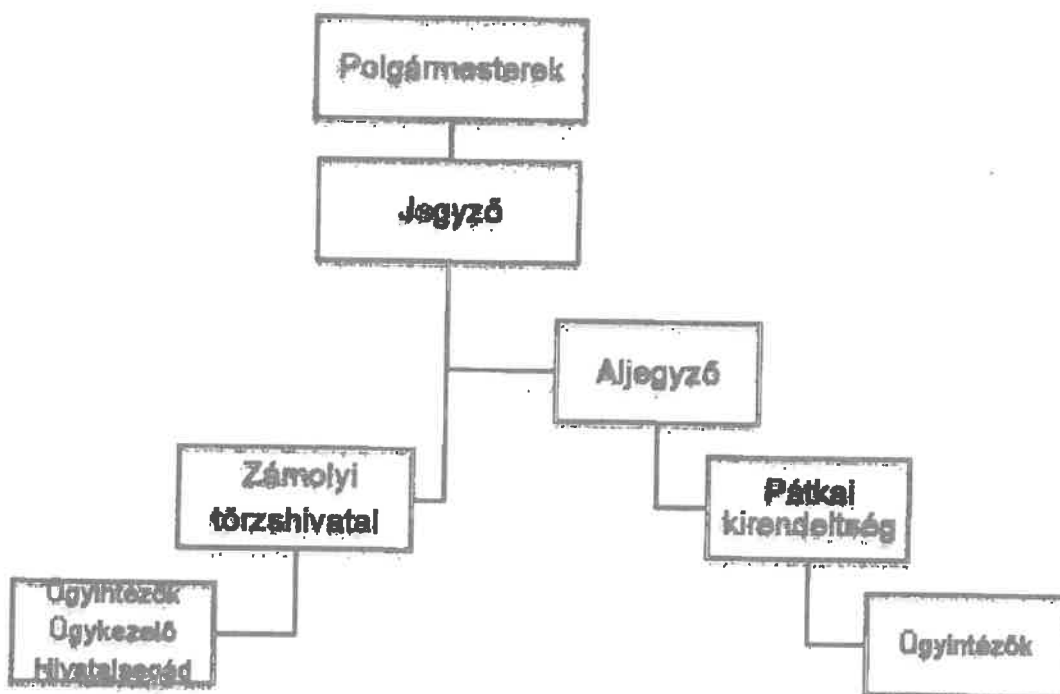 Polgármesterek
Jegyző
Aljegyző
Zámolyi
törzshivatal
Pátkai
kirendeltség
Ügyintézők
Ügykezelő
Hivatalsegéd
Ügyintézők